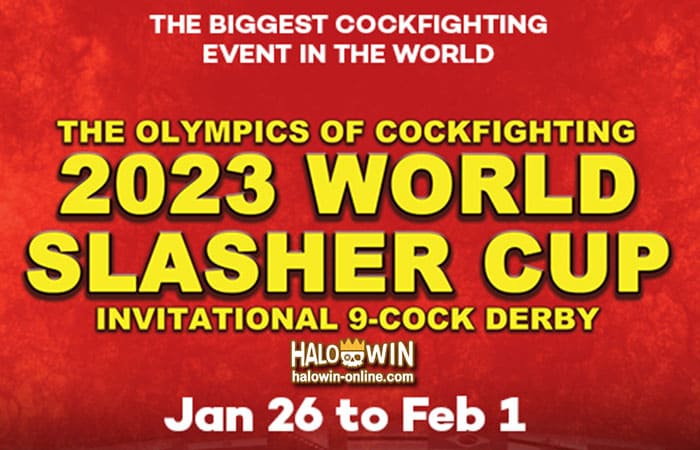 THE BIGGEST COCKFIGHTING
EVENT IN THE WORLD
THE OLYMPICS OF COCKFIGHTING
2023 WORLD
SLASHER CUP
INVITATIONAL 9-COCK DERBY
HALO WIN
halowin-online.com
Jan 26 to Feb 1